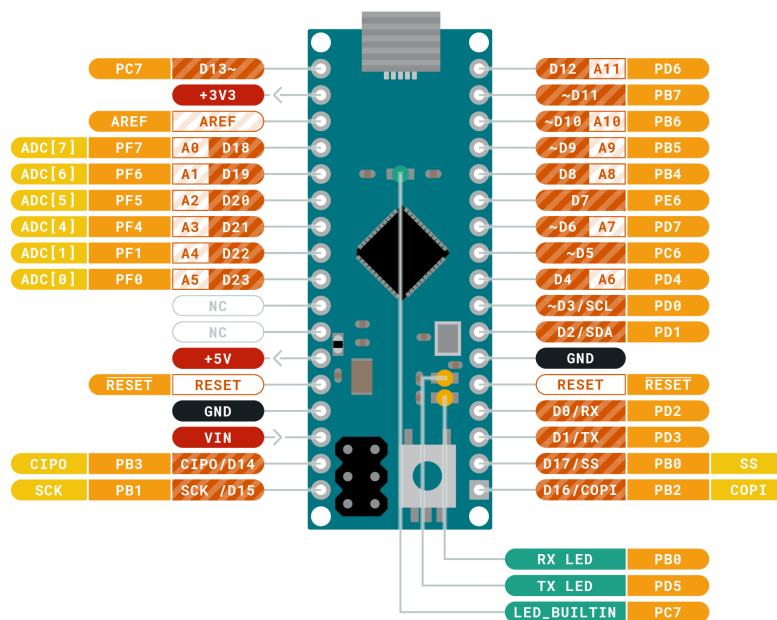 PC7 D13~ D12 A11 PD6
+3V3 ~D11 PB7
AREF AREF ~D10 A10 PB6
ADC[7] PF7 A0 D18 ~D9 A9 PB5
ADC[6] PF6 A1 D19 D8 A8 PB4
ADC[5] PF5 A2 D20 D7 PE6
ADC[4] PF4 A3 D21 ~D6 A7 PD7
ADC[1] PF1 A4 D22 ~D5 PC6
ADC[0] PF0 A5 D23 D4 A6 PD4
NC ~D3/SCL PD0
NC D2/SDA PD1
+5V GND
RESET RESET RESET RESET
GND D0/RX PD2
VIN D1/TX PD3
CIPO PB3 CIPO/D14 D17/SS PB0 SS
SCK PB1 SCK /D15 D16/COPI PB2 COPI
RX LED PB0
TX LED PD5
LED_BUILTIN PC7